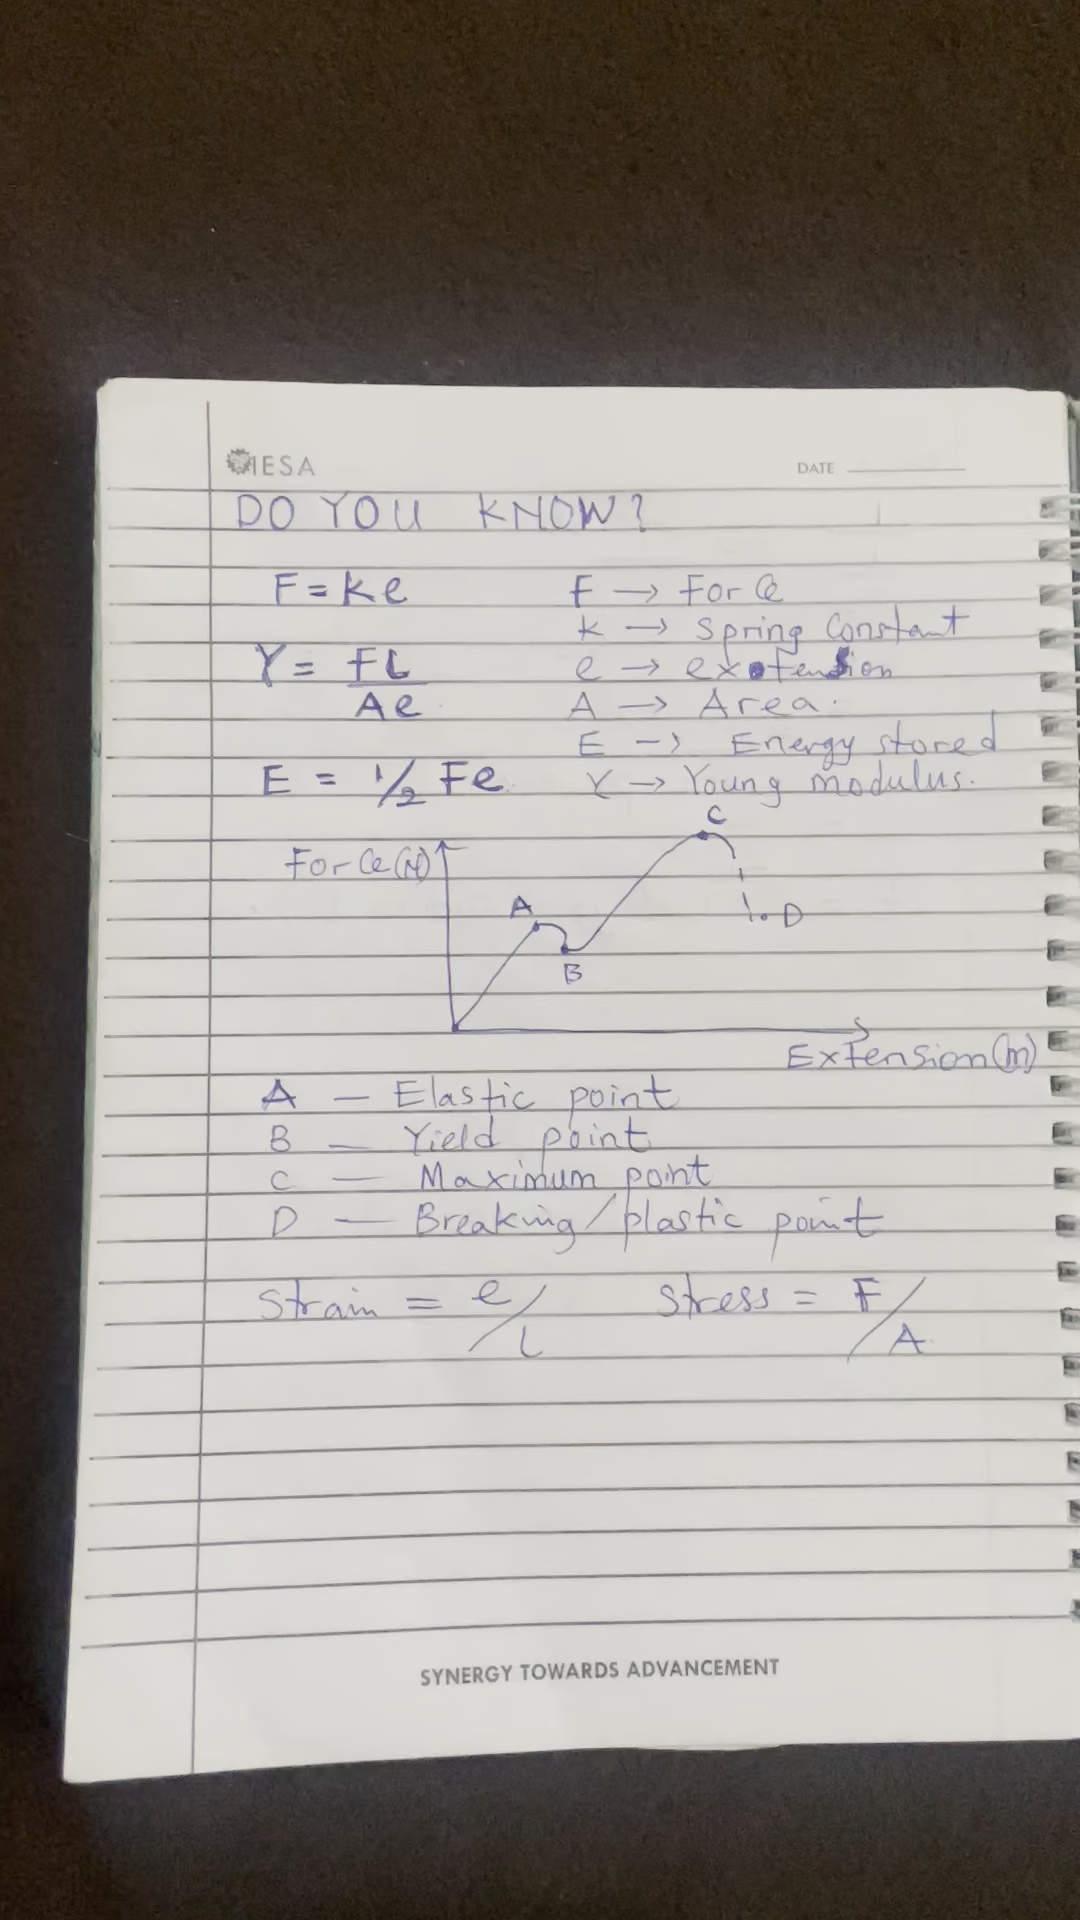 IESA
DATE
DO YOU KNOW?
F = ke
F → Force
k → Spring Constant
Y = FL
Ae
e → extension
A → Area.
E → Energy stored
E = 1/2 Fe
Y → Young modulus.
Force (N)
C
A
B
D
Extension (m)
A — Elastic point
B — Yield point
C — Maximum point
D — Breaking/plastic point
Strain = e/L
Stress = F/A
SYNERGY TOWARDS ADVANCEMENT